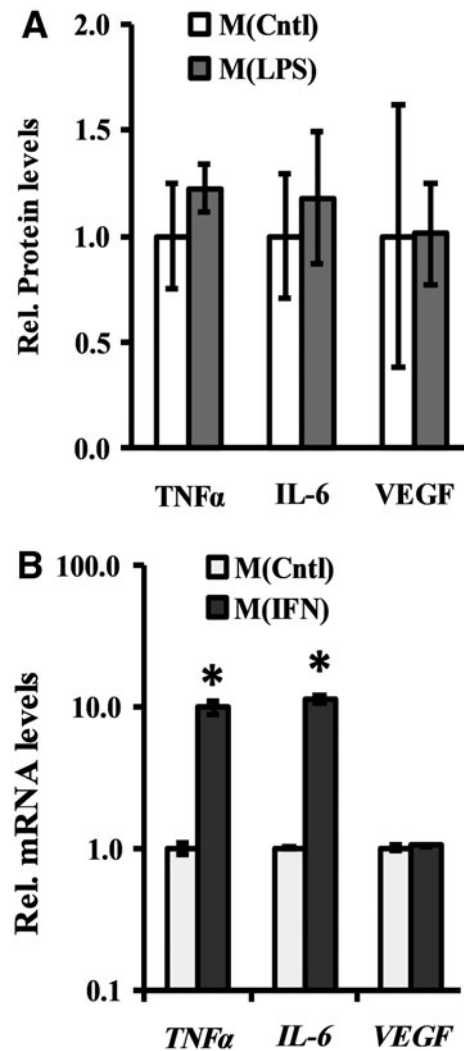 A
2.0
1.5
1.0
0.5
0.0
Rel. Protein levels
M(Cntl)
M(LPS)
TNFα IL-6 VEGF
B
100.0
10.0
1.0
0.1
Rel. mRNA levels
M(Cntl)
M(IFN)
* *
TNFα IL-6 VEGF